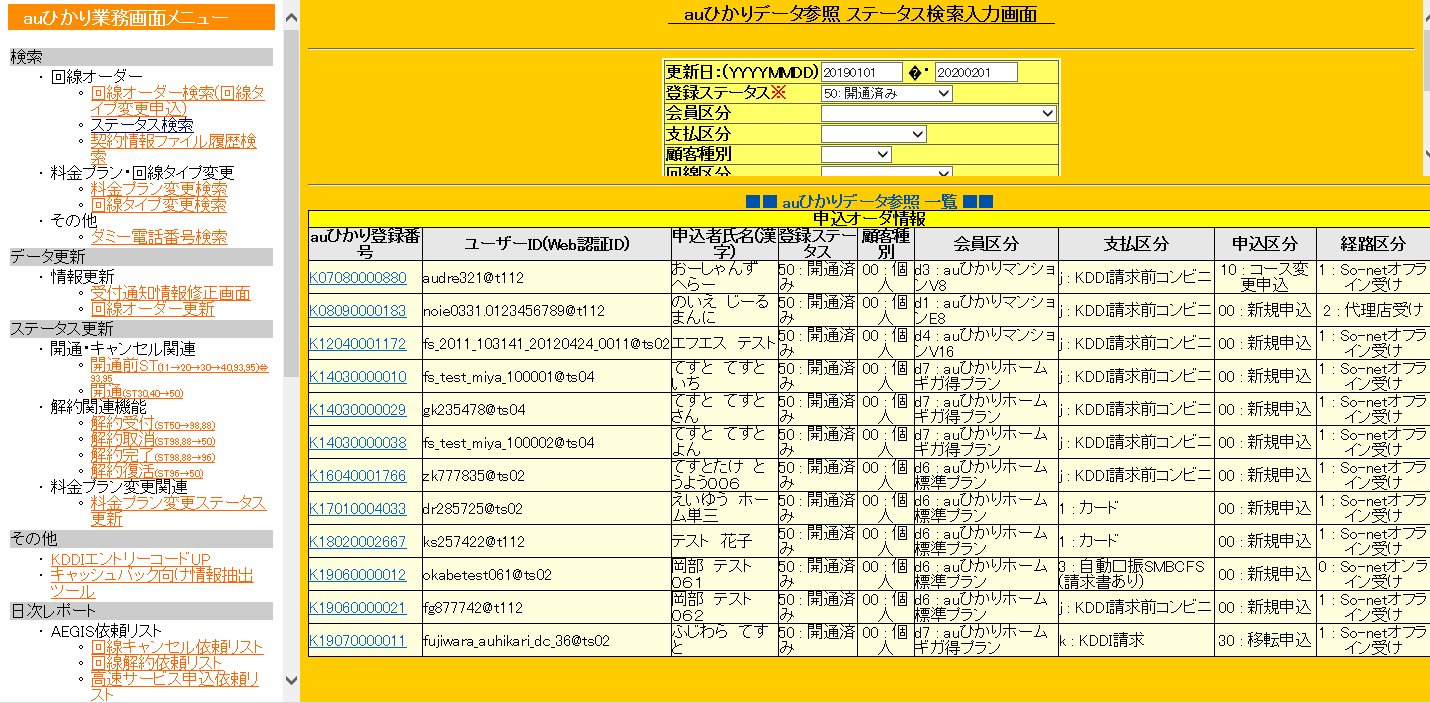 auひかり業務画面メニュー
検索
・ 回線オーダー
回線オーダー検索(回線タイプ変更申込)
ステータス検索
契約情報ファイル履歴検索
・ 料金プラン・回線タイプ変更
料金プラン変更検索
回線タイプ変更検索
・ その他
ダミー電話番号検索
データ更新
・ 情報更新
受付通知情報修正画面
回線オーダー更新
ステータス更新
・ 開通・キャンセル関連
開通前ST(11→20→30→40,93,95)⇔93,95
開通(ST30,40→50)
・ 解約関連機能
解約受付(ST50→98,88)
解約取消(ST98,88→50)
解約完了(ST98,88→96)
解約復活(ST96→50)
・ 料金プラン変更関連
料金プラン変更ステータス更新
その他
・ KDDIエントリーコードUP
・ キャッシュバック向け情報抽出ツール
日次レポート
・ AEGIS依頼リスト
回線キャンセル依頼リスト
回線解約依頼リスト
高速サービス申込依頼リスト
auひかりデータ参照 ステータス検索入力画面
更新日:(YYYYMMDD) 20190101 �・ 20200201
登録ステータス※ 50: 開通済み
会員区分
支払区分
顧客種別
回線区分
■■ auひかりデータ参照 一覧 ■■
申込オーダ情報
auひかり登録番号 ユーザーID(Web認証ID) 申込者氏名(漢字) 登録ステータス 顧客種別 会員区分 支払区分 申込区分 経路区分
K07080000880 audre321@t112 おーしゃんず へらー 50 : 開通済み 00 : 個人 d3 : auひかりマンションV8 j : KDDI請求前コンビニ 10 : コース変更申込 1 : So-netオフライン受け
K08090000183 noie0331.0123456789@t112 のいえ じーるまんに 50 : 開通済み 00 : 個人 d1 : auひかりマンションE8 j : KDDI請求前コンビニ 00 : 新規申込 2 : 代理店受け
K12040001172 fs_2011_103141_20120424_0011@ts02 エフエス テスト 50 : 開通済み 00 : 個人 d4 : auひかりマンションV16 j : KDDI請求前コンビニ 00 : 新規申込 1 : So-netオフライン受け
K14030000010 fs_test_miya_100001@ts04 てすと てすといち 50 : 開通済み 00 : 個人 d7 : auひかりホームギガ得プラン j : KDDI請求前コンビニ 00 : 新規申込 1 : So-netオフライン受け
K14030000029 gk235478@ts04 てすと てすとさん 50 : 開通済み 00 : 個人 d7 : auひかりホームギガ得プラン j : KDDI請求前コンビニ 00 : 新規申込 1 : So-netオフライン受け
K14030000038 fs_test_miya_100002@ts04 てすと てすとよん 50 : 開通済み 00 : 個人 d7 : auひかりホームギガ得プラン j : KDDI請求前コンビニ 00 : 新規申込 1 : So-netオフライン受け
K16040001766 zk777835@ts02 てすとたけ とうよう006 50 : 開通済み 00 : 個人 d6 : auひかりホーム標準プラン j : KDDI請求前コンビニ 00 : 新規申込 1 : So-netオフライン受け
K17010004033 dr285725@ts02 えいゆう ホーム単三 50 : 開通済み 00 : 個人 d6 : auひかりホーム標準プラン 1 : カード 00 : 新規申込 1 : So-netオフライン受け
K18020002667 ks257422@t112 テスト 花子 50 : 開通済み 00 : 個人 d6 : auひかりホーム標準プラン 1 : カード 00 : 新規申込 1 : So-netオフライン受け
K19060000012 okabetest061@ts02 岡部 テスト061 50 : 開通済み 00 : 個人 d6 : auひかりホーム標準プラン 3 : 自動口振SMBCFS(請求書あり) 00 : 新規申込 0 : So-netオンライン受け
K19060000021 fg877742@t112 岡部 テスト062 50 : 開通済み 00 : 個人 d6 : auひかりホーム標準プラン j : KDDI請求前コンビニ 00 : 新規申込 1 : So-netオフライン受け
K19070000011 fujiwara_auhikari_dc_36@ts02 ふじわら てすと 50 : 開通済み 00 : 個人 d7 : auひかりホームギガ得プラン k : KDDI請求 30 : 移転申込 1 : So-netオフライン受け